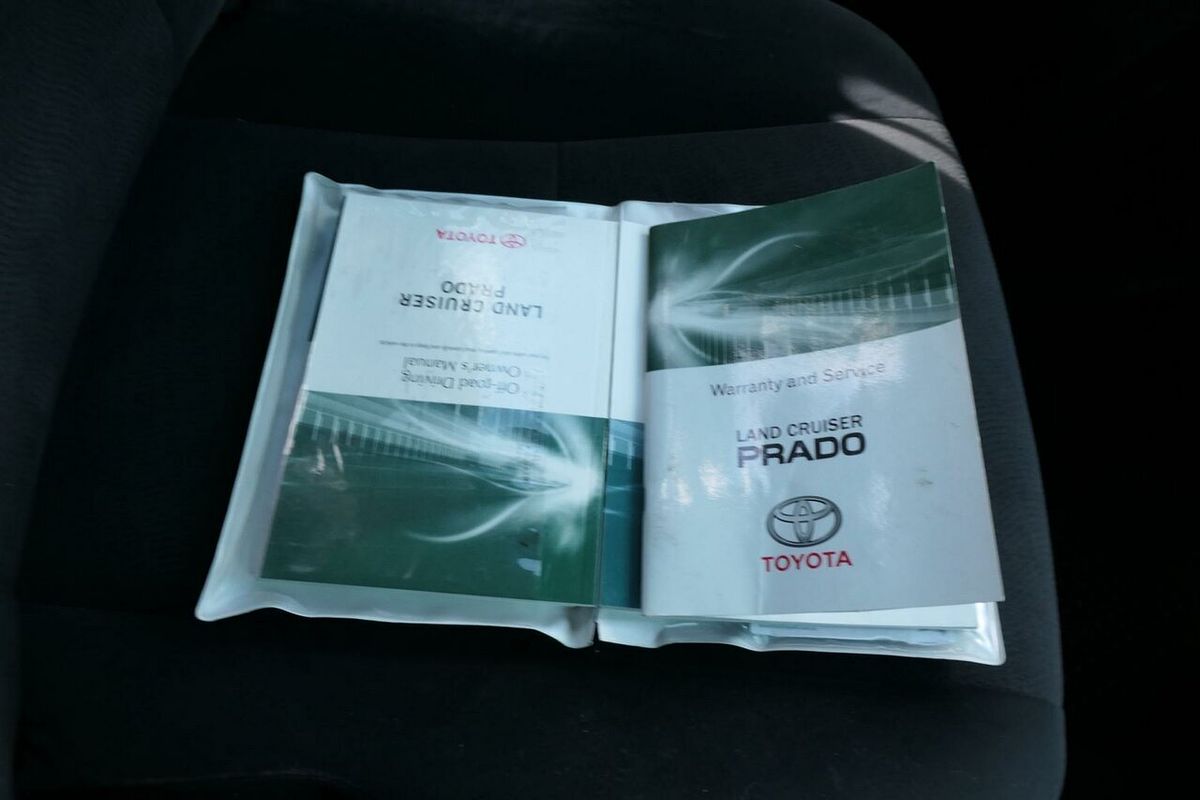 TOYOTA
LAND CRUISER
PRADO
Off-road Driving
Owner's Manual
Warranty and Service
LAND CRUISER
PRADO
TOYOTA